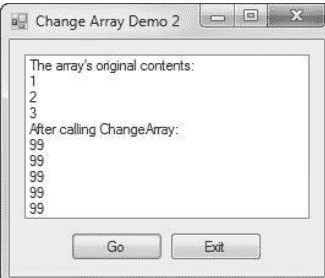 Change Array Demo 2
The array's original contents:
1
2
3
After calling ChangeArray:
99
99
99
99
99
Go
Exit